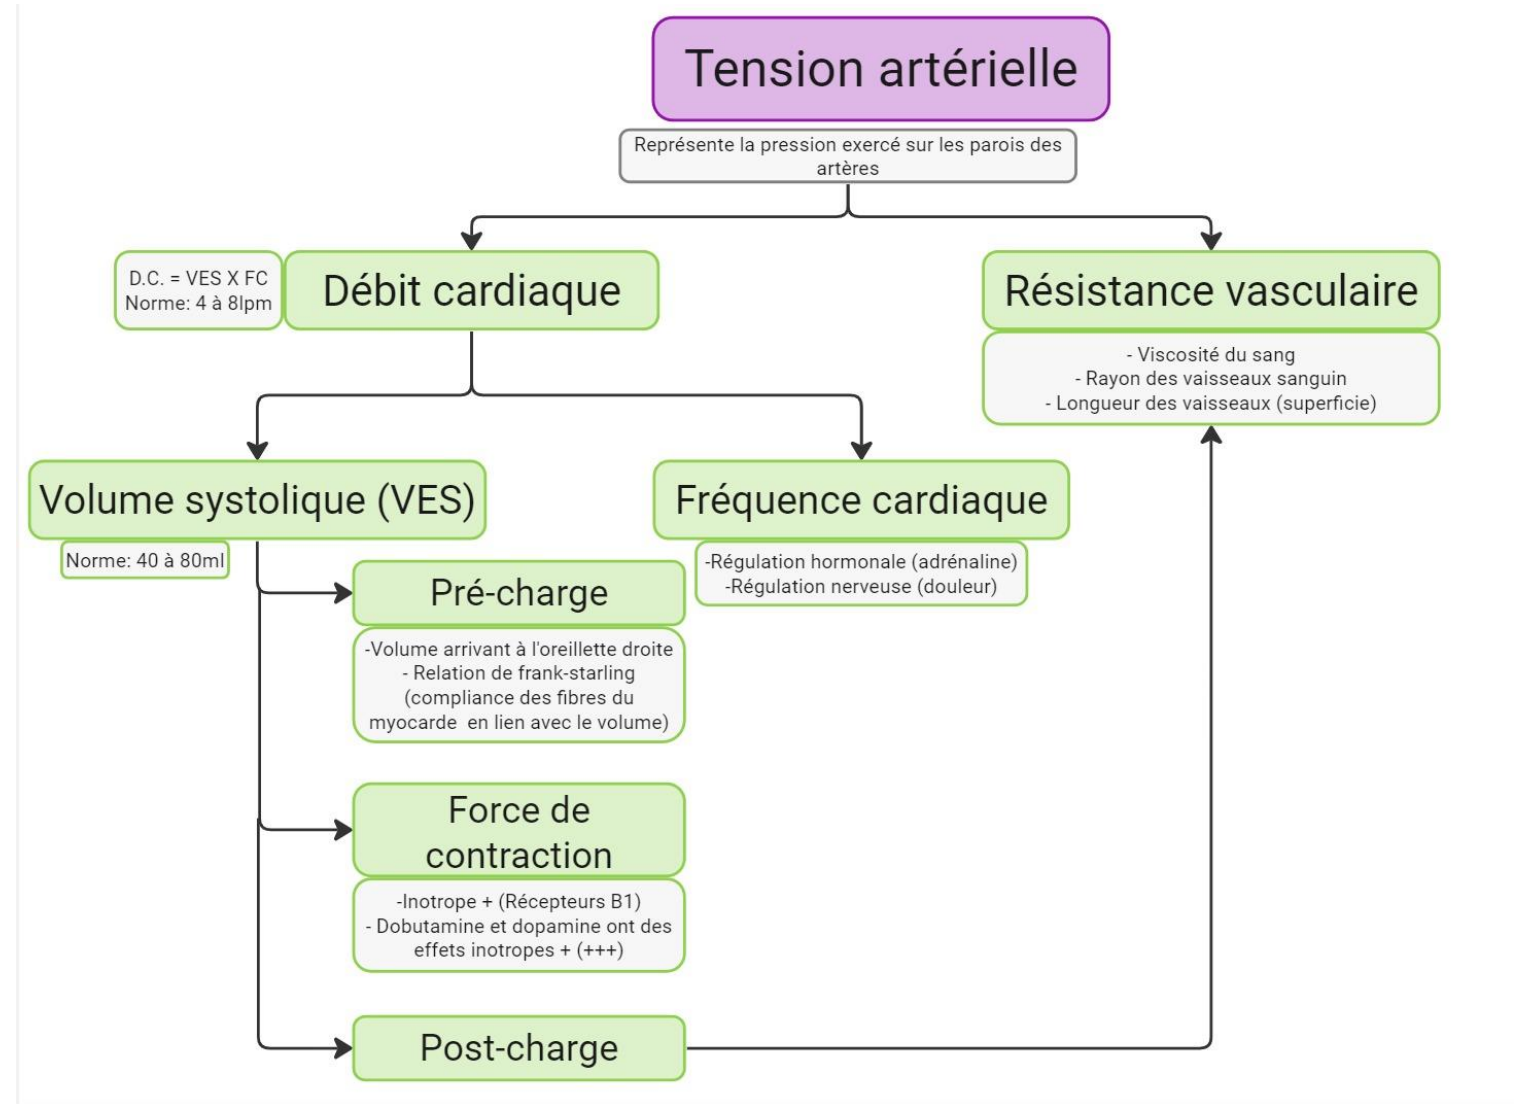 Tension artérielle
Représente la pression exercé sur les parois des
artères
D.C. = VES X FC
Norme: 4 à 8lpm
Débit cardiaque
Résistance vasculaire
- Viscosité du sang
- Rayon des vaisseaux sanguin
- Longueur des vaisseaux (superficie)
Volume systolique (VES)
Norme: 40 à 80ml
Fréquence cardiaque
-Régulation hormonale (adrénaline)
-Régulation nerveuse (douleur)
Pré-charge
-Volume arrivant à l'oreillette droite
- Relation de frank-starling
(compliance des fibres du
myocarde  en lien avec le volume)
Force de
contraction
-Inotrope + (Récepteurs B1)
- Dobutamine et dopamine ont des
effets inotropes + (+++)
Post-charge